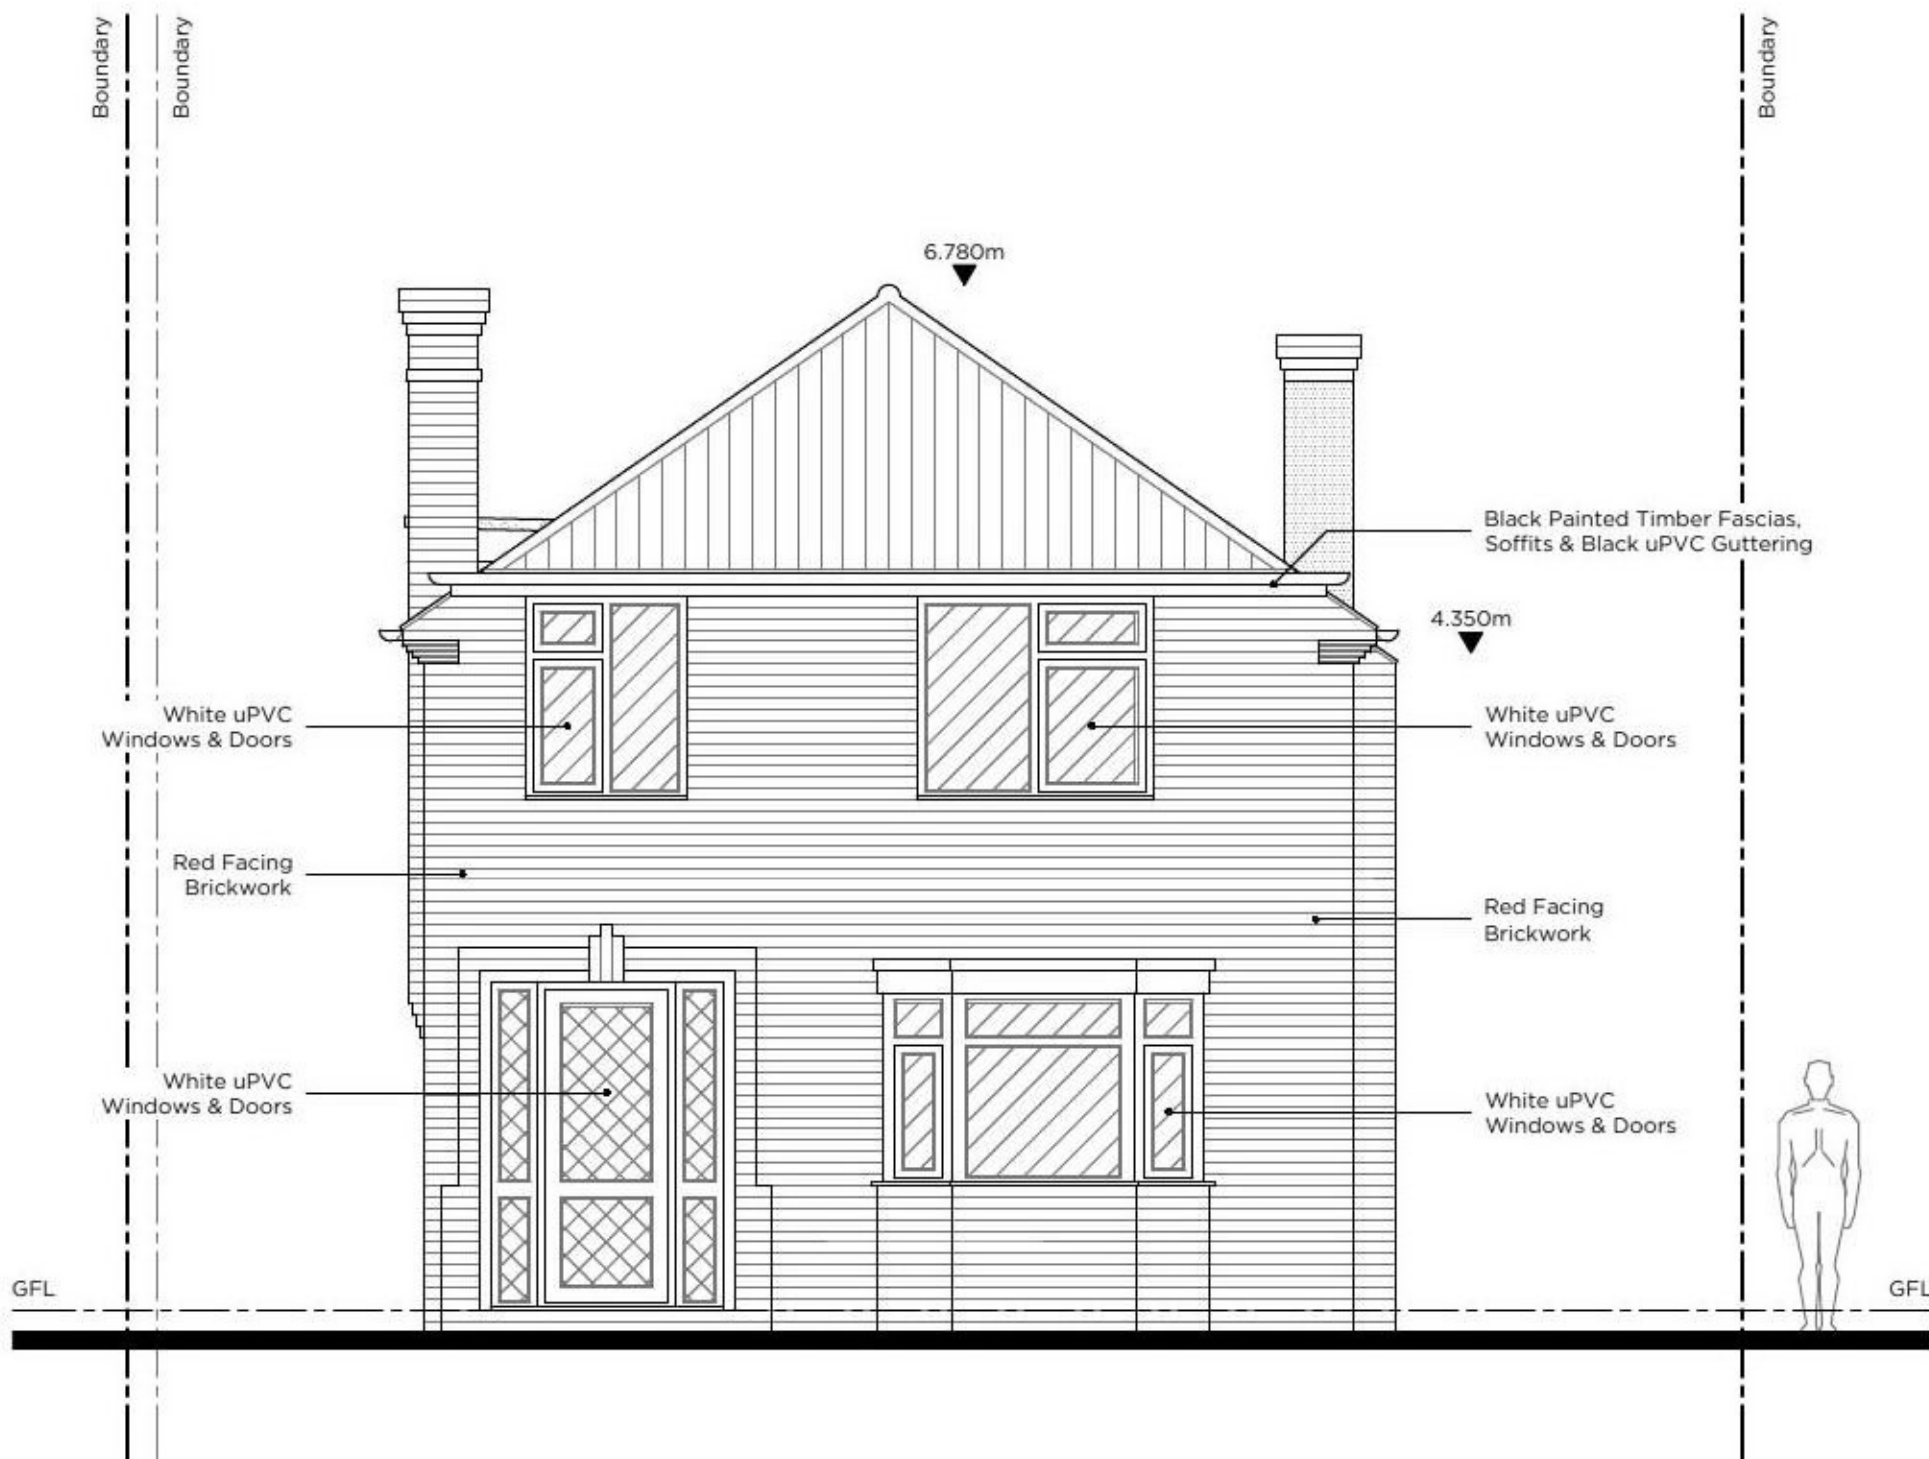 Boundary
Boundary
Boundary
6.780m
Black Painted Timber Fascias,
Soffits & Black uPVC Guttering
4.350m
White uPVC
Windows & Doors
White uPVC
Windows & Doors
Red Facing
Brickwork
Red Facing
Brickwork
White uPVC
Windows & Doors
White uPVC
Windows & Doors
GFL
GFL